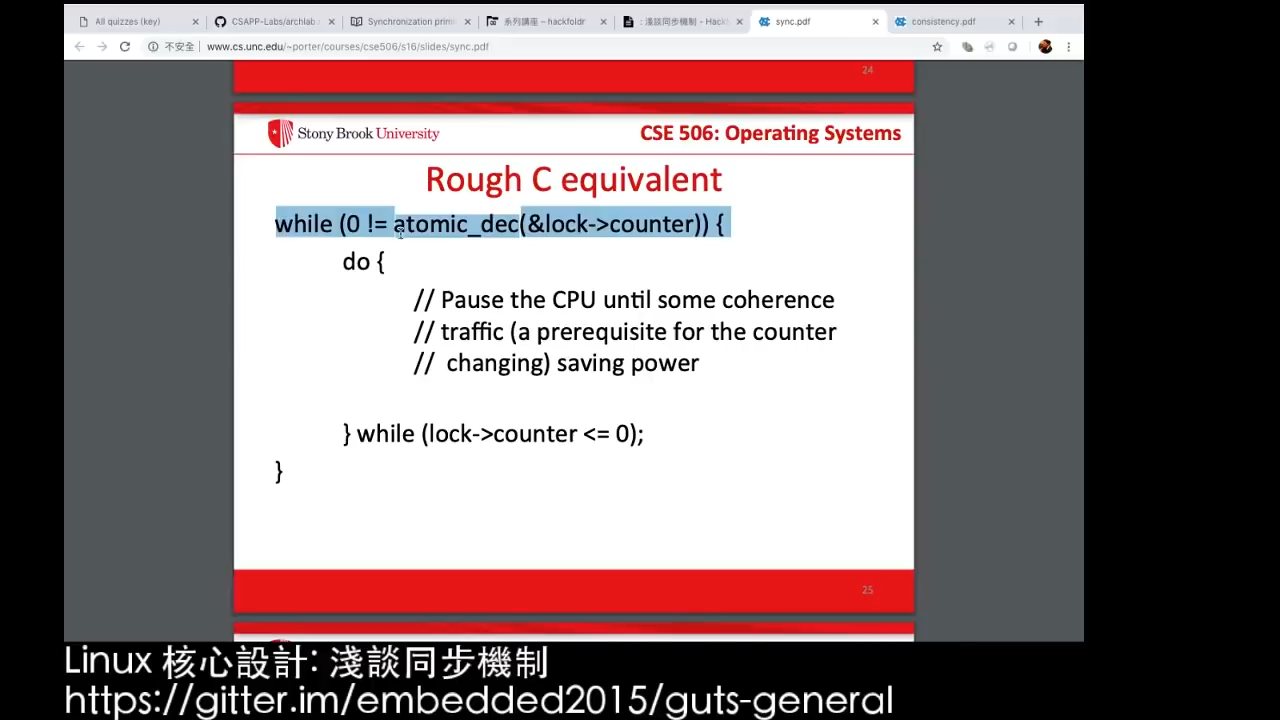 All quizzes (key)
CSAPP-Labs/archlab
Synchronization primi
系列講座 – hackfoldr
: 淺談同步機制 - Hackf
sync.pdf
consistency.pdf
不安全
www.cs.unc.edu/~porter/courses/cse506/s16/slides/sync.pdf
24
Stony Brook University
CSE 506: Operating Systems
Rough C equivalent
while (0 != atomic_dec(&lock->counter)) {
do {
// Pause the CPU until some coherence
// traffic (a prerequisite for the counter
// changing) saving power
} while (lock->counter <= 0);
}
25
Linux 核心設計: 淺談同步機制
https://gitter.im/embedded2015/guts-general